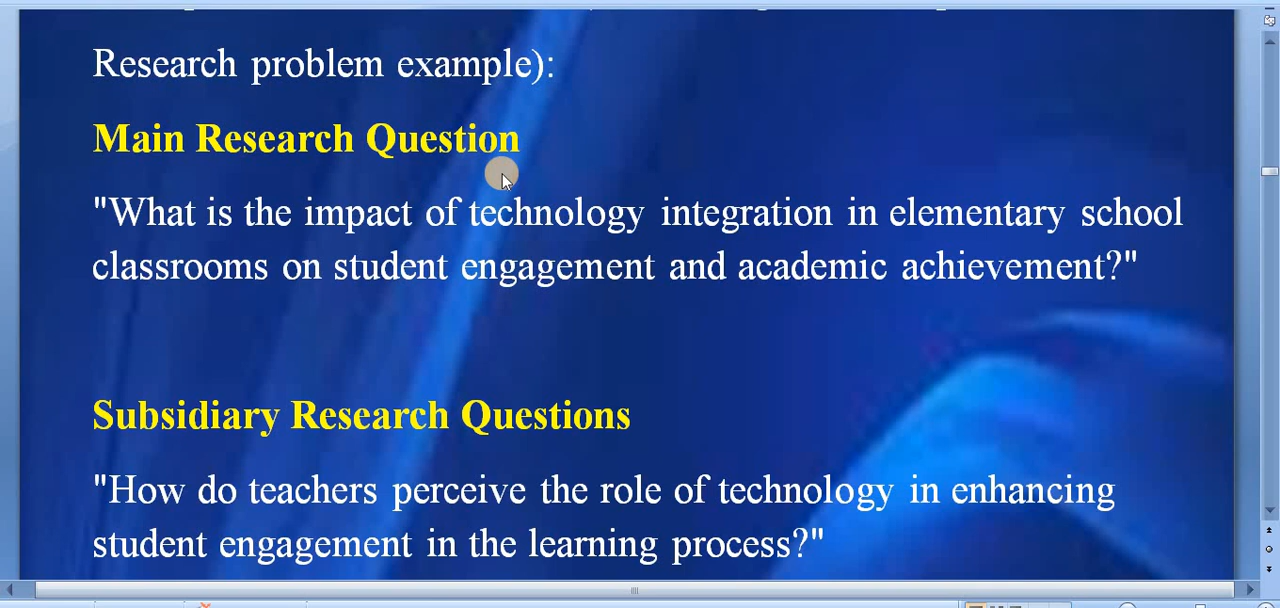 Research problem example):
Main Research Question
"What is the impact of technology integration in elementary school
classrooms on student engagement and academic achievement?"
Subsidiary Research Questions
"How do teachers perceive the role of technology in enhancing
student engagement in the learning process?"